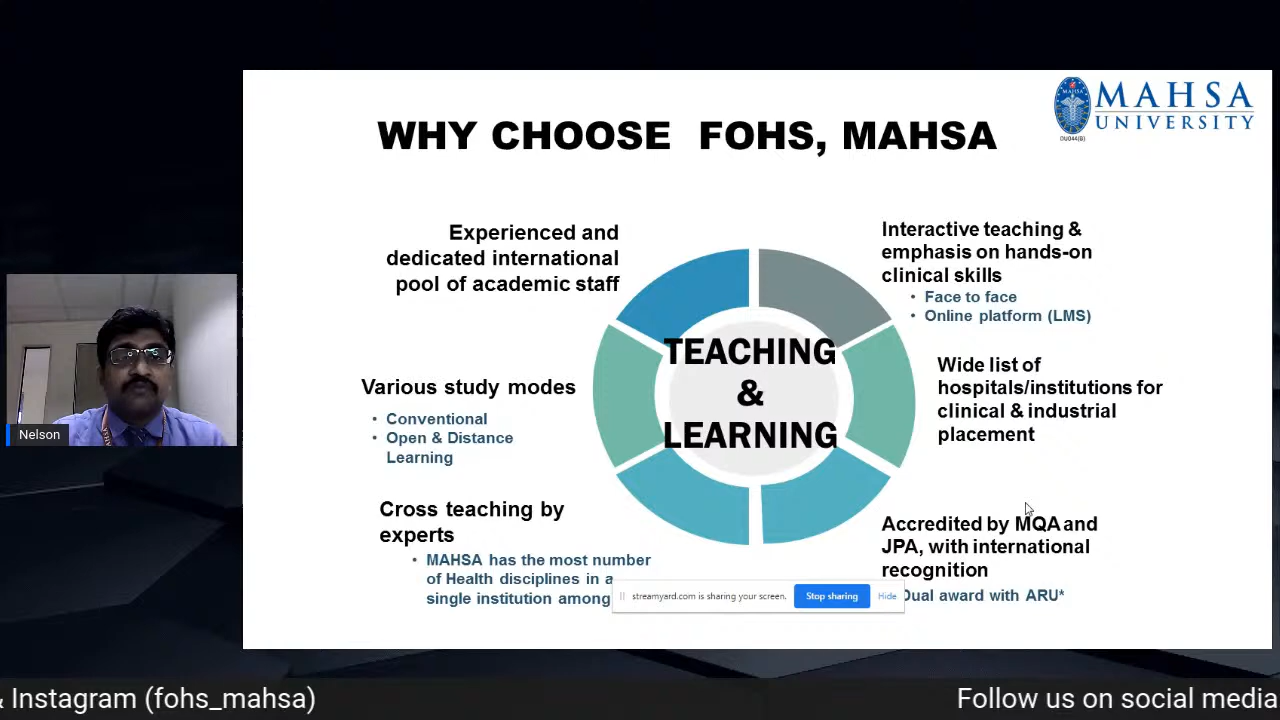 MAHSA
UNIVERSITY
DU044(B)
WHY CHOOSE FOHS, MAHSA
Experienced and
dedicated international
pool of academic staff
Interactive teaching &
emphasis on hands-on
clinical skills
• Face to face
• Online platform (LMS)
TEACHING
&
LEARNING
Various study modes
• Conventional
• Open & Distance
Learning
Wide list of
hospitals/institutions for
clinical & industrial
placement
Cross teaching by
experts
• MAHSA has the most number
of Health disciplines in a
single institution among
Accredited by MQA and
JPA, with international
recognition
Dual award with ARU*
streamyard.com is sharing your screen.
Stop sharing
Hide
Nelson
& Instagram (fohs_mahsa)
Follow us on social media